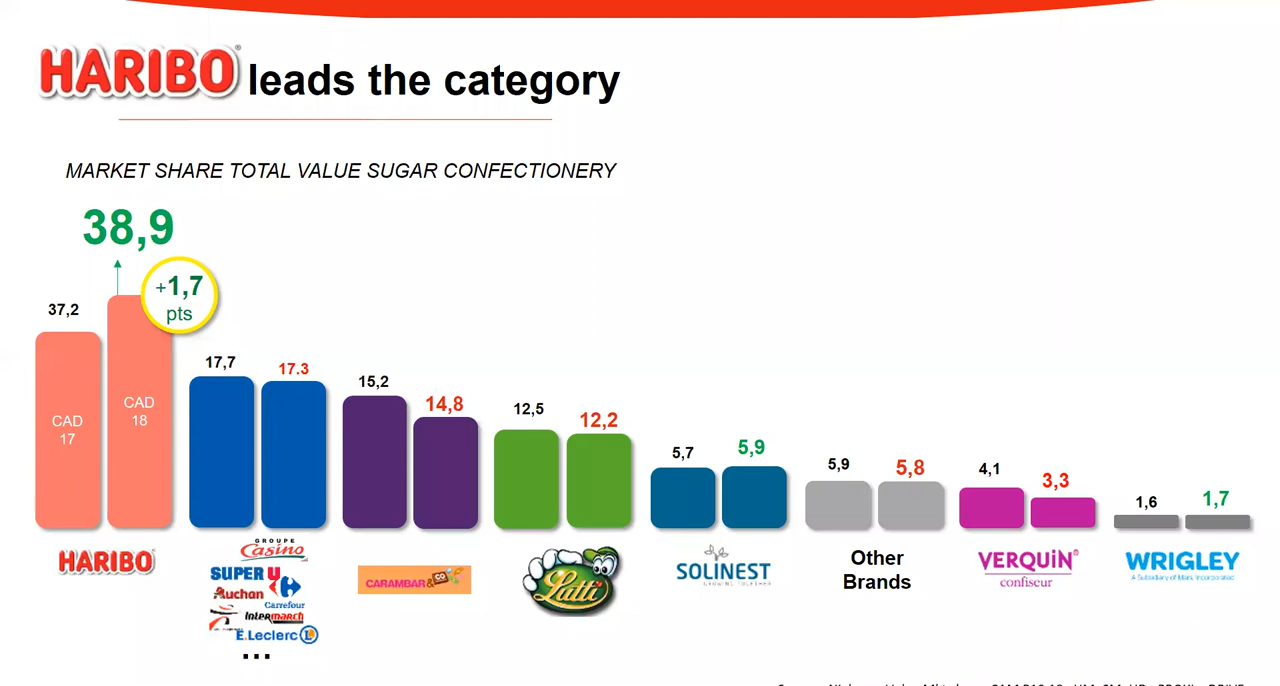 HARIBO leads the category
MARKET SHARE TOTAL VALUE SUGAR CONFECTIONERY
38,9
+1,7
pts
37,2
CAD
17
CAD
18
17,7
17.3
15,2
14,8
12,5
12,2
5,7
5,9
5,9
5,8
4,1
3,3
1,6
1,7
HARIBO
GROUPE
Casino
SUPER U
Auchan
Carrefour
Intermarch
E.Leclerc L
...
CARAMBAR & CO
Lutti
SOLINEST
GROWING TOGETHER
Other
Brands
VERQUiN®
confiseur
WRIGLEY
A Subsidiary of Mars, Incorporated